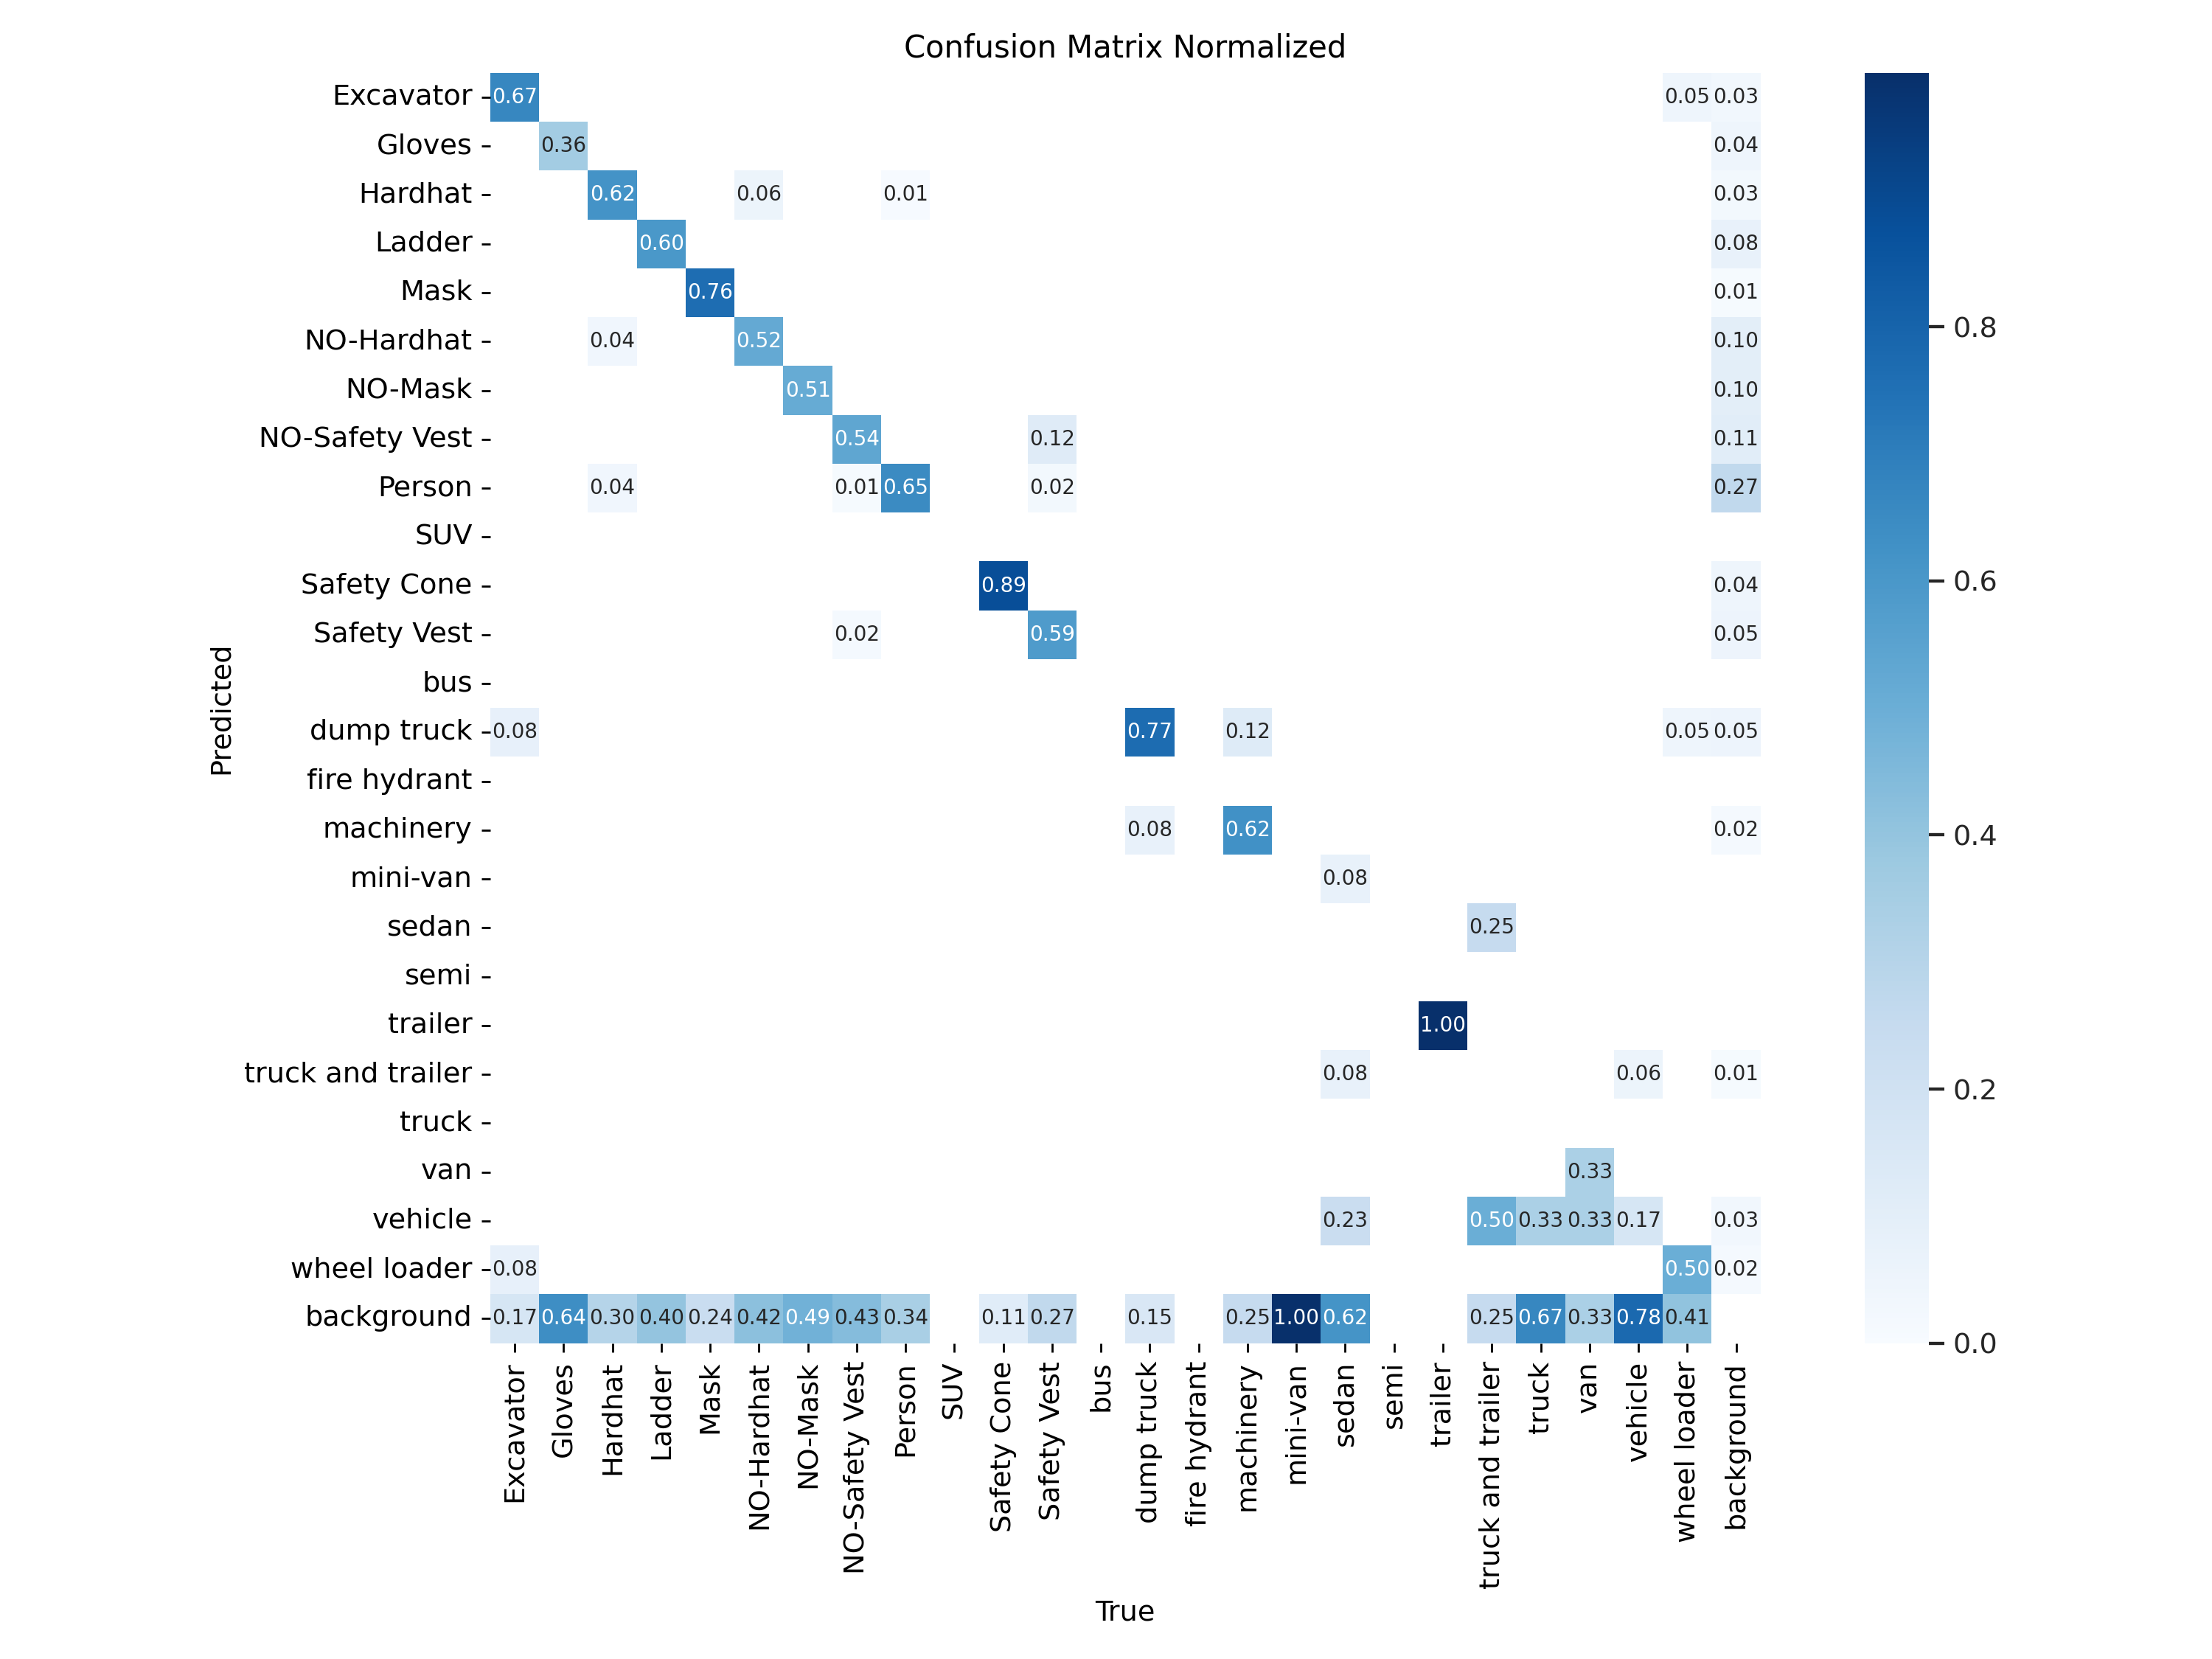 Confusion Matrix Normalized
Excavator 0.67 0.05 0.03
Gloves 0.36 0.04
Hardhat 0.62 0.06 0.01 0.03
Ladder 0.60 0.08
Mask 0.76 0.01
NO-Hardhat 0.04 0.52 0.10 0.8
NO-Mask 0.51 0.10
NO-Safety Vest 0.54 0.12 0.11
Person 0.04 0.01 0.65 0.02 0.27
SUV
Safety Cone 0.89 0.04 0.6
Safety Vest 0.02 0.59 0.05
bus
dump truck 0.08 0.77 0.12 0.05 0.05
fire hydrant
machinery 0.08 0.62 0.02 0.4
mini-van 0.08
sedan 0.25
semi
trailer 1.00
truck and trailer 0.08 0.06 0.01 0.2
truck
van 0.33
vehicle 0.23 0.50 0.33 0.33 0.17 0.03
wheel loader 0.08 0.50 0.02
background 0.17 0.64 0.30 0.40 0.24 0.42 0.49 0.43 0.34 0.11 0.27 0.15 0.25 1.00 0.62 0.25 0.67 0.33 0.78 0.41 0.0
Predicted
Excavator
Gloves
Hardhat
Ladder
Mask
NO-Hardhat
NO-Mask
NO-Safety Vest
Person
SUV
Safety Cone
Safety Vest
bus
dump truck
fire hydrant
machinery
mini-van
sedan
semi
trailer
truck and trailer
truck
van
vehicle
wheel loader
background
True